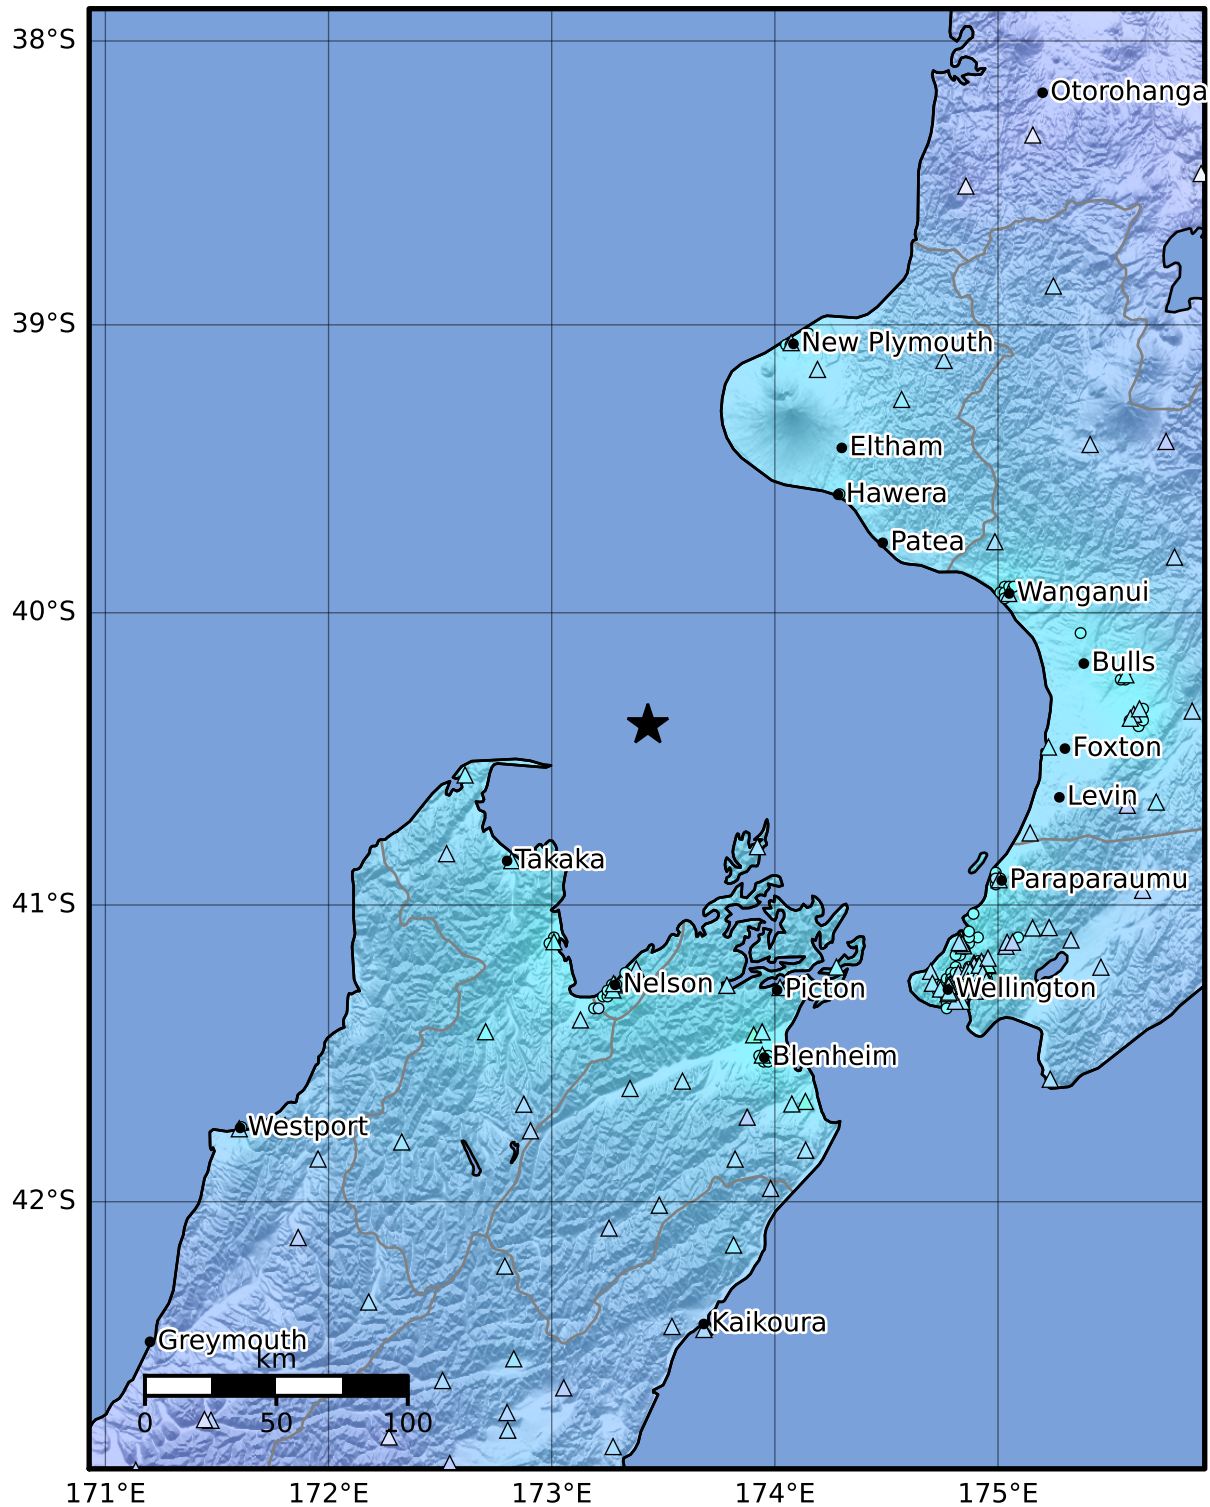 38°S
Otorohanga
39°S
New Plymouth
Eltham
Hawera
Patea
Wanganui
40°S
Bulls
Foxton
Levin
Takaka
Paraparaumu
41°S
Nelson
Picton
Wellington
Blenheim
Westport
42°S
Kaikoura
Greymouth
km
0 50 100
171°E 172°E 173°E 174°E 175°E